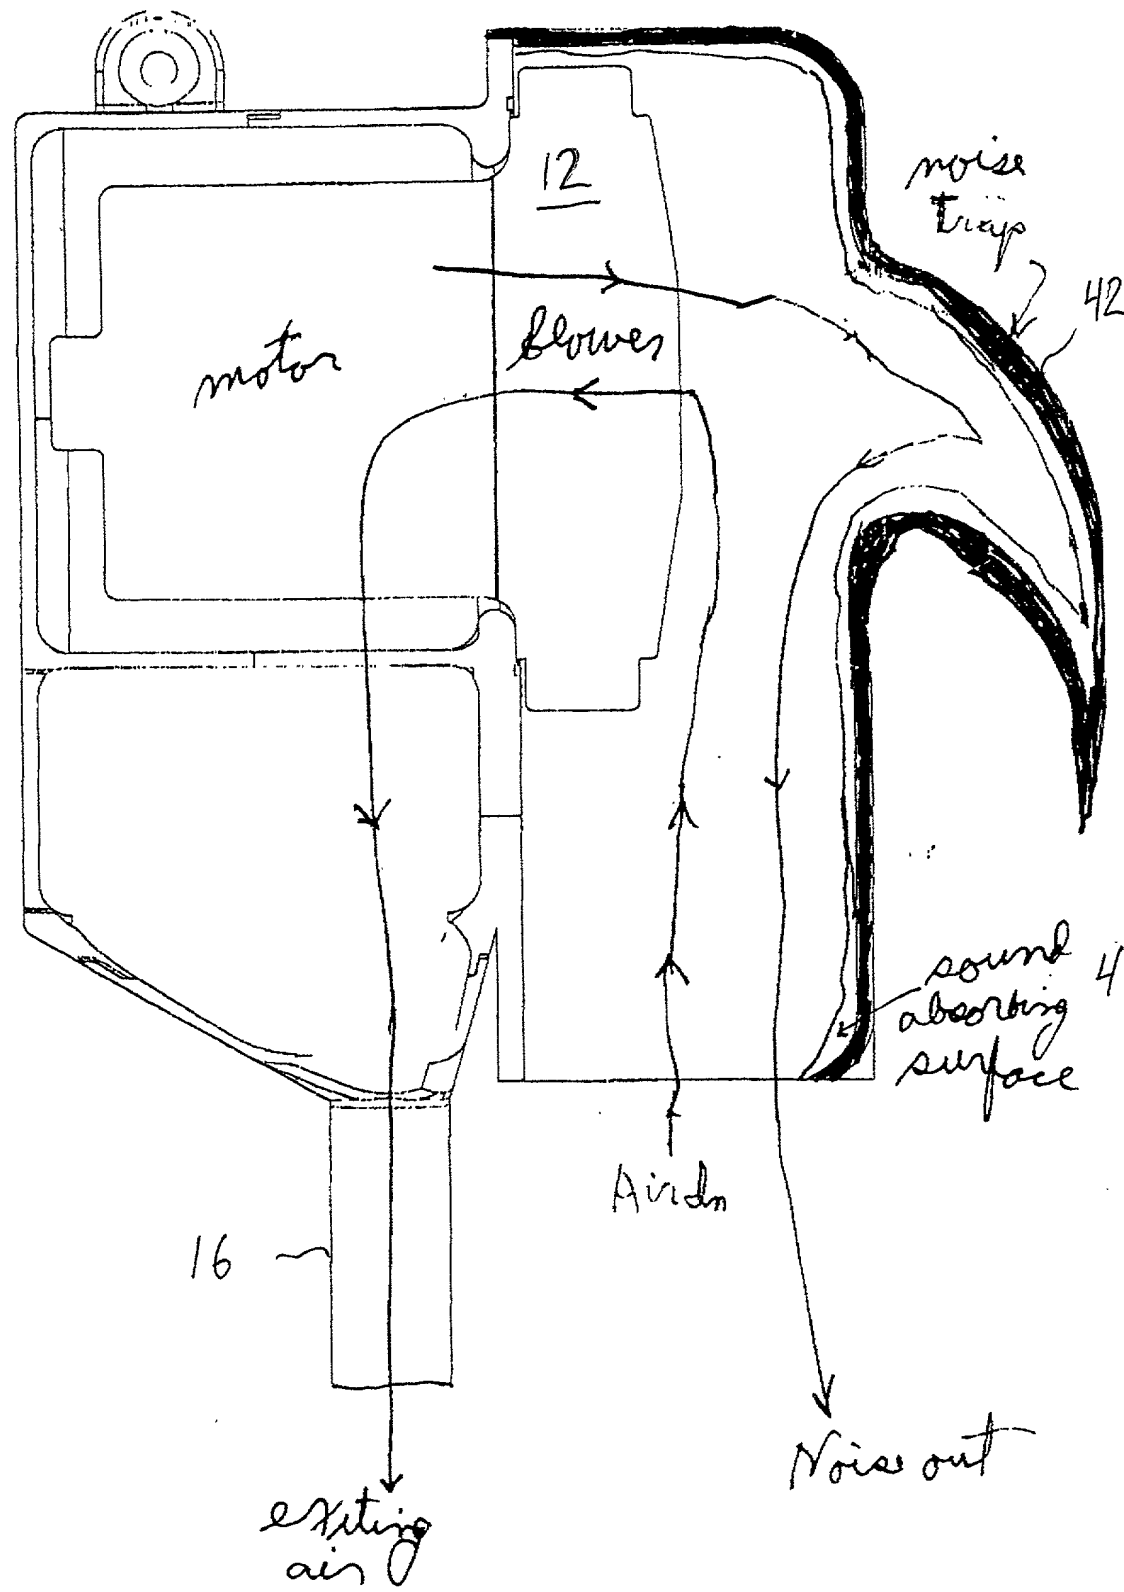 12
noise
trap
42
Blower
motor
sound
absorbing
surface
4
Air In
16
Noise out
exiting
air